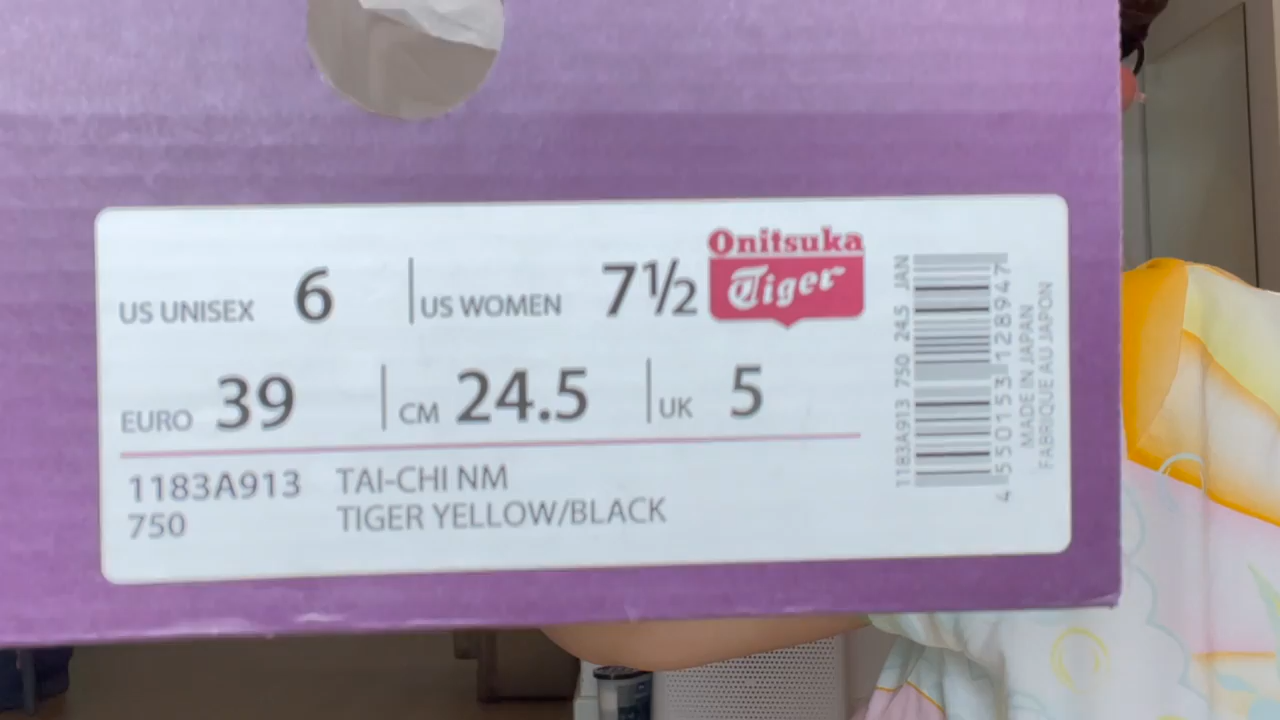 US UNISEX 6 US WOMEN 7½
Onitsuka
Tiger
EURO 39 CM 24.5 UK 5
1183A913 TAI-CHI NM
750 TIGER YELLOW/BLACK
1183A913 750 24.5 JAN
4 550153 128947
MADE IN JAPAN
FABRIQUE AU JAPON